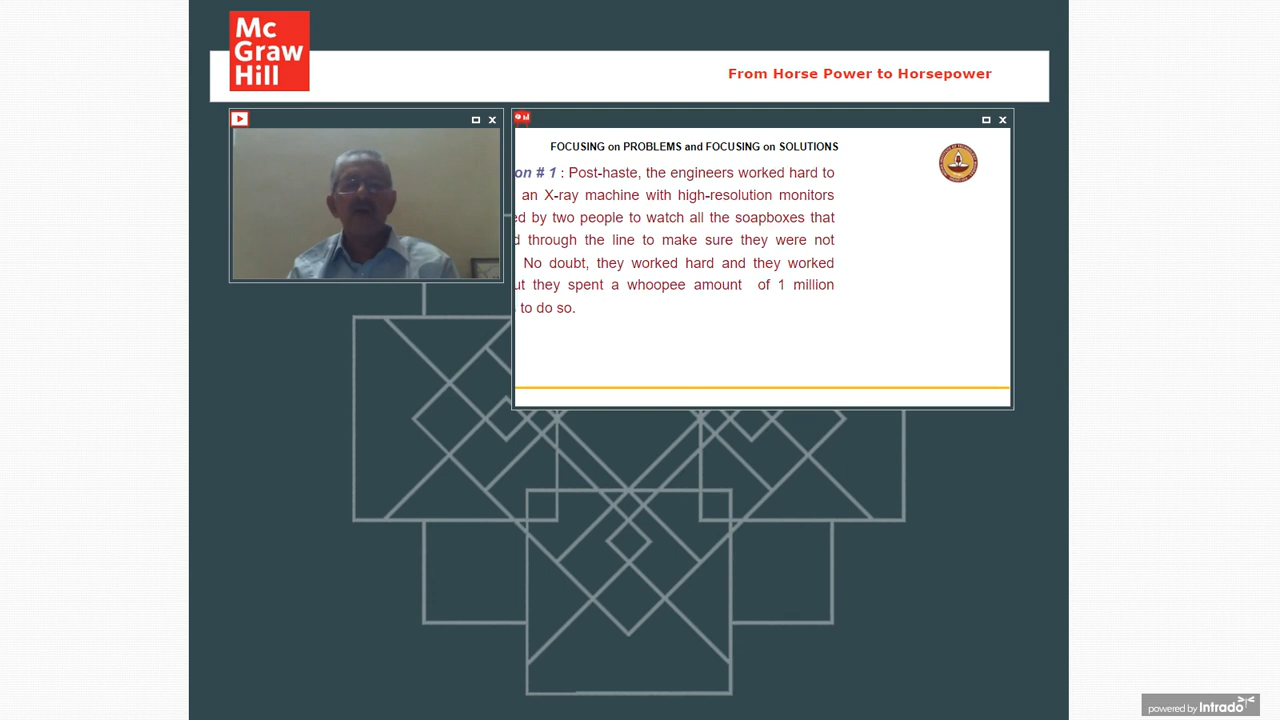 Mc
Graw
Hill
From Horse Power to Horsepower
FOCUSING on PROBLEMS and FOCUSING on SOLUTIONS
on # 1 : Post-haste, the engineers worked hard to
an X-ray machine with high-resolution monitors
ed by two people to watch all the soapboxes that
d through the line to make sure they were not
No doubt, they worked hard and they worked
ut they spent a whoopee amount of 1 million
to do so.
powered by Intrado